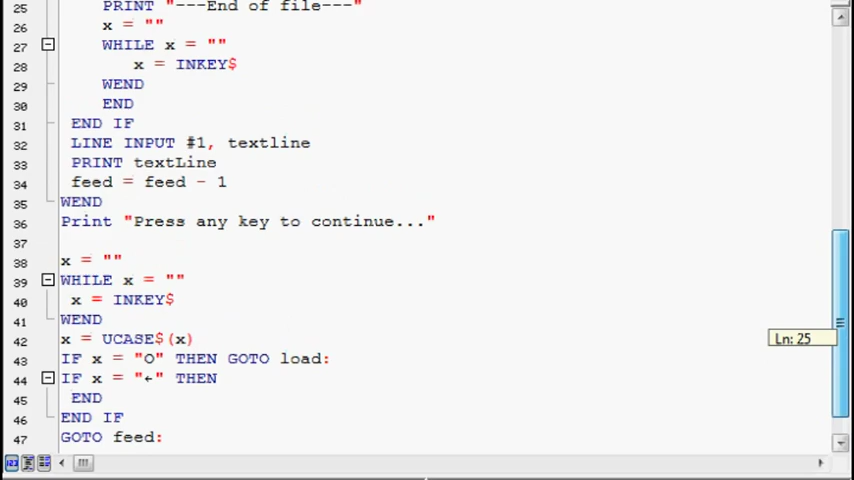 25 PRINT "---End of file---"
26 x = ""
27 WHILE x = ""
28 x = INKEY$
29 WEND
30 END
31 END IF
32 LINE INPUT #1, textline
33 PRINT textLine
34 feed = feed - 1
35 WEND
36 Print "Press any key to continue..."
37
38 x = ""
39 WHILE x = ""
40 x = INKEY$
41 WEND
42 x = UCASE$(x)
43 IF x = "O" THEN GOTO load:
44 IF x = "←" THEN
45 END
46 END IF
47 GOTO feed:
Ln: 25
123